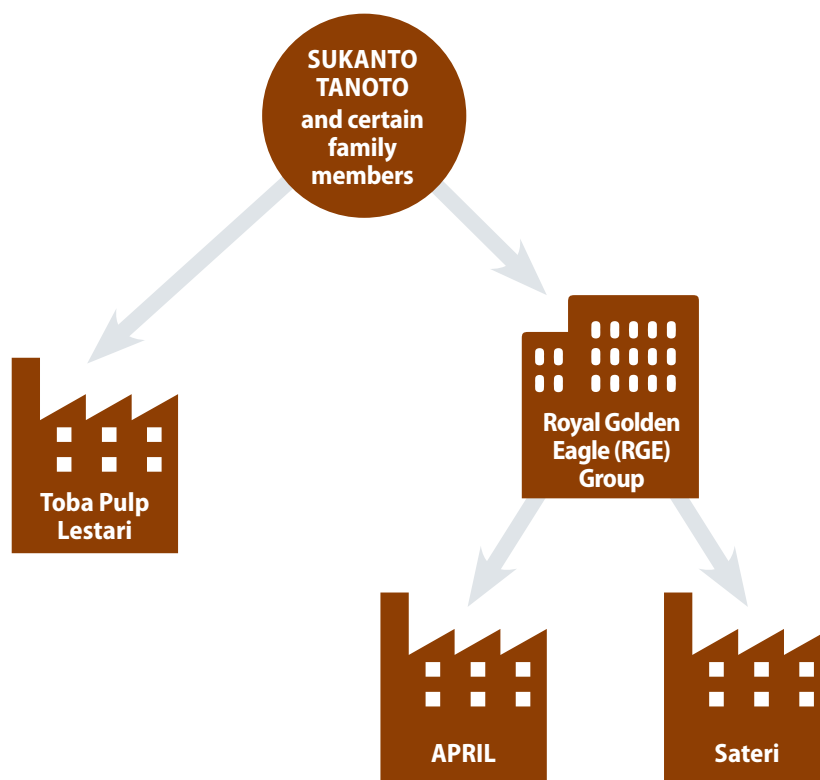 SUKANTO
TANOTO
and certain
family
members
Royal Golden
Eagle (RGE)
Group
Toba Pulp
Lestari
APRIL
Sateri